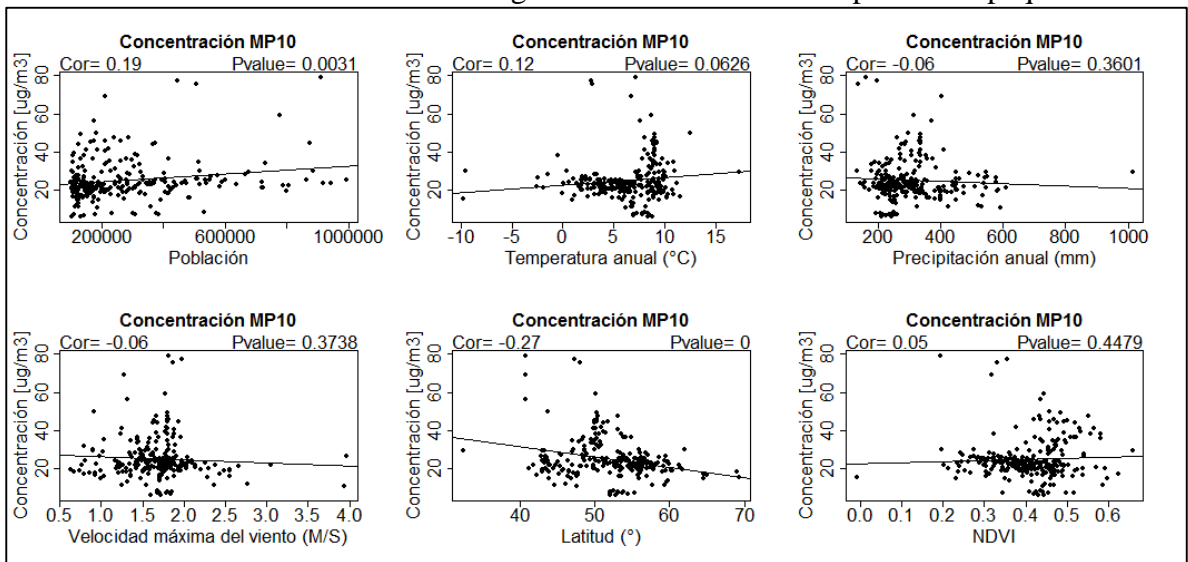 Concentración MP10
Cor= 0.19 Pvalue= 0.0031
Concentración [ug/m3]
20 40 60 80
200000 600000 1000000
Población
Concentración MP10
Cor= 0.12 Pvalue= 0.0626
Concentración [ug/m3]
20 40 60 80
-10 -5 0 5 10 15
Temperatura anual (°C)
Concentración MP10
Cor= -0.06 Pvalue= 0.3601
Concentración [ug/m3]
20 40 60 80
200 400 600 800 1000
Precipitación anual (mm)
Concentración MP10
Cor= -0.06 Pvalue= 0.3738
Concentración [ug/m3]
20 40 60 80
0.5 1.0 1.5 2.0 2.5 3.0 3.5 4.0
Velocidad máxima del viento (M/S)
Concentración MP10
Cor= -0.27 Pvalue= 0
Concentración [ug/m3]
20 40 60 80
40 50 60 70
Latitud (°)
Concentración MP10
Cor= 0.05 Pvalue= 0.4479
Concentración [ug/m3]
20 40 60 80
0.0 0.1 0.2 0.3 0.4 0.5 0.6
NDVI